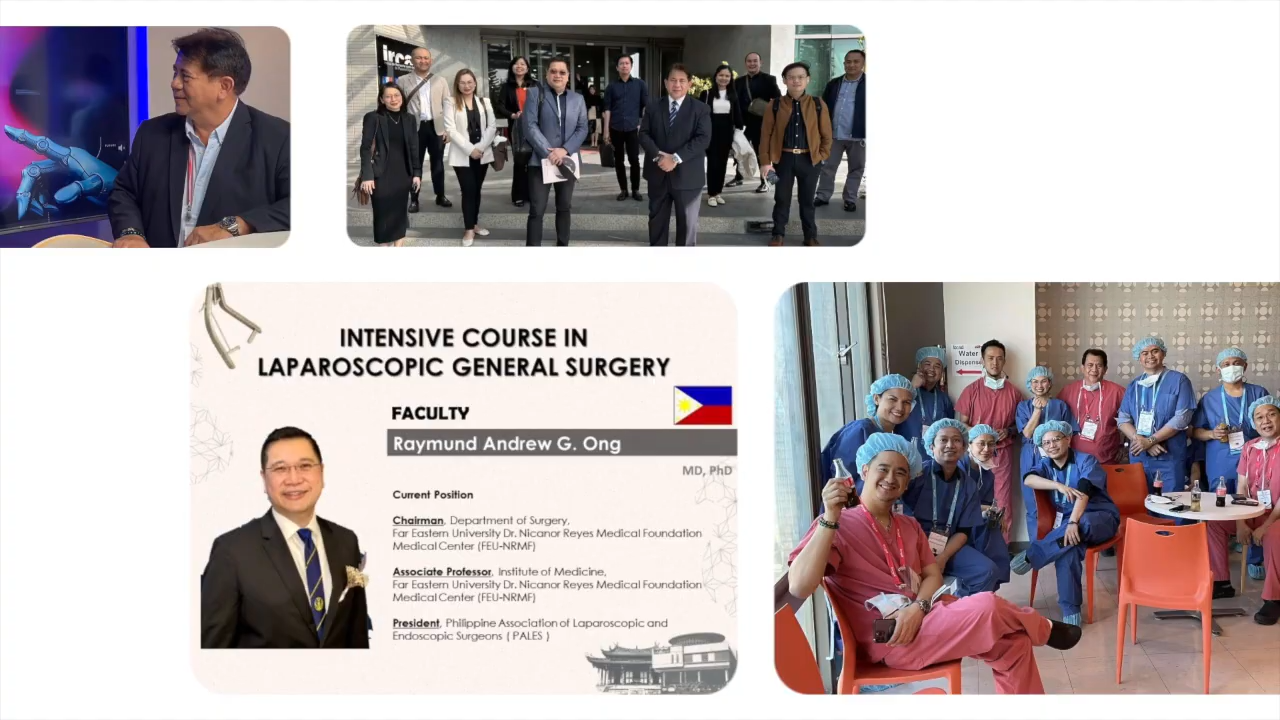 irca
INTENSIVE COURSE IN
LAPAROSCOPIC GENERAL SURGERY
FACULTY
Raymund Andrew G. Ong
MD, PhD
Current Position
Chairman, Department of Surgery,
Far Eastern University Dr. Nicanor Reyes Medical Foundation
Medical Center (FEU-NRMF)
Associate Professor, Institute of Medicine,
Far Eastern University Dr. Nicanor Reyes Medical Foundation
Medical Center (FEU-NRMF)
President, Philippine Association of Laparoscopic and
Endoscopic Surgeons ( PALES )
Water